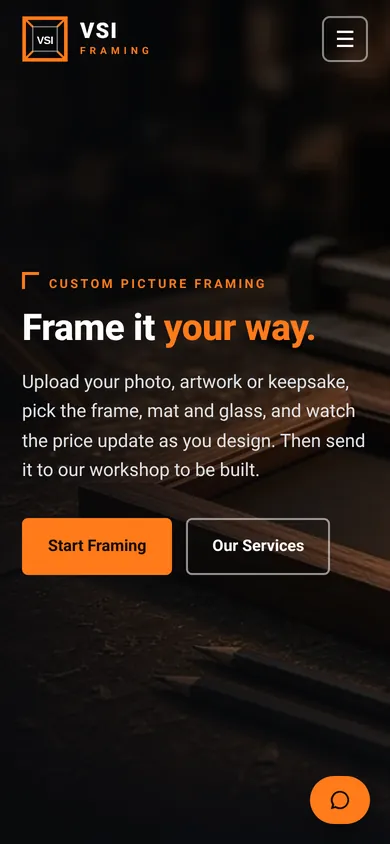 VSI
VSI
FRAMING
CUSTOM PICTURE FRAMING
Frame it your way.
Upload your photo, artwork or keepsake,
pick the frame, mat and glass, and watch
the price update as you design. Then send
it to our workshop to be built.
Start Framing
Our Services